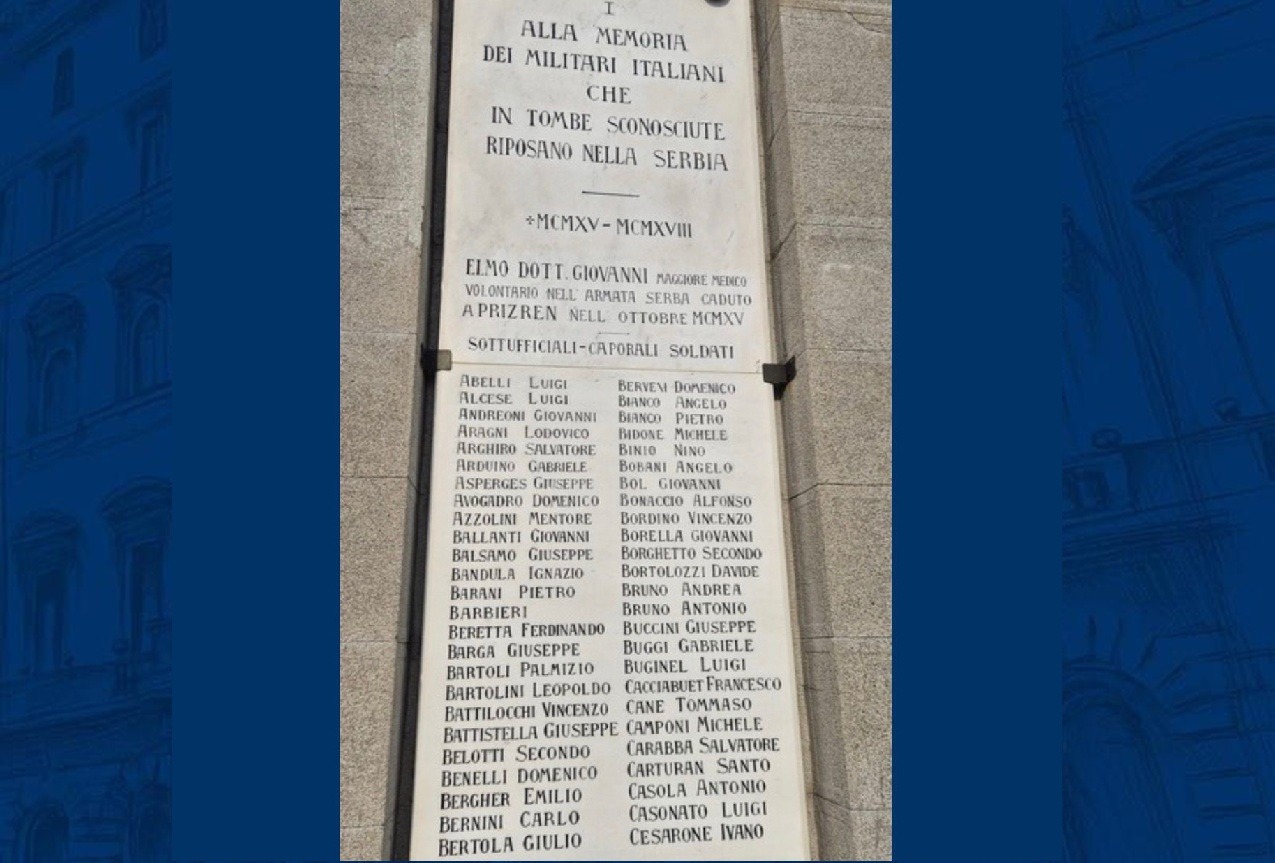 I
ALLA MEMORIA
DEI MILITARI ITALIANI
CHE
IN TOMBE SCONOSCIUTE
RIPOSANO NELLA SERBIA
÷MCMXV – MCMXVIII
ELMO DOTT. GIOVANNI MAGGIORE MEDICO
VOLONTARIO NELL' ARMATA SERBA CADUTO
A PRIZREN NELL' OTTOBRE MCMXV
SOTTUFFICIALI - CAPORALI SOLDATI
ABELLI LUIGI
ALCESE LUIGI
ANDREONI GIOVANNI
ARAGNI LODOVICO
ARGHIRO SALVATORE
ARDUINO GABRIELE
ASPERGES GIUSEPPE
AVOGADRO DOMENICO
AZZOLINI MENTORE
BALLANTI GIOVANNI
BALSAMO GIUSEPPE
BANDULA IGNAZIO
BARANI PIETRO
BARBIERI
BERETTA FERDINANDO
BARGA GIUSEPPE
BARTOLI PALMIZIO
BARTOLINI LEOPOLDO
BATTILOCCHI VINCENZO
BATTISTELLA GIUSEPPE
BELOTTI SECONDO
BENELLI DOMENICO
BERGHER EMILIO
BERNINI CARLO
BERTOLA GIULIO
DOMENICO
BIANCO ANGELO
BIANCO PIETRO
BIDONE MICHELE
BINIO NINO
BOBANI ANGELO
BOL GIOVANNI
BONACCIO ALFONSO
BORDINO VINCENZO
BORELLA GIOVANNI
BORGHETTO SECONDO
BORTOLOZZI DAVIDE
BRUNO ANDREA
BRUNO ANTONIO
BUCCINI GIUSEPPE
BUGGI GABRIELE
BUGINEL LUIGI
CACCIABUET FRANCESCO
CANE TOMMASO
CAMPONI MICHELE
CARABBA SALVATORE
CARTURAN SANTO
CASOLA ANTONIO
CASONATO LUIGI
CESARONE IVANO